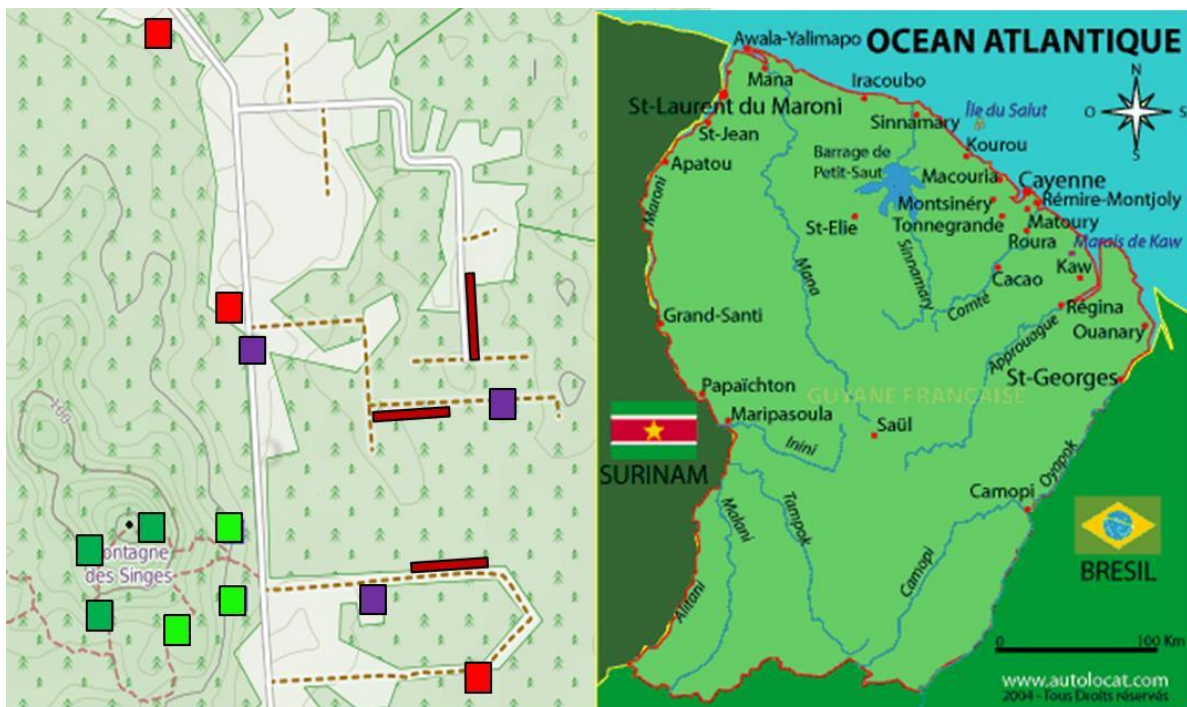 100
ontagne
des Singes
Awala-Yalimapo
OCEAN ATLANTIQUE
Mana
Iracoubo
N
O
E
S
St-Laurent du Maroni
Île du Salut
Sinnamary
St-Jean
Kourou
Apatou
Barrage de
Petit-Saut
Macouria
Cayenne
Maroni
Montsinéry
Rémire-Montjoly
St-Elie
Tonnegrande
Matoury
Roura
Marais de Kaw
Mana
Sinnamary
Cacao
Kaw
Comté
Régina
Grand-Santi
Ouanary
Approuague
St-Georges
Papaïchton
GUYANE FRANCAISE
Maripasoula
Saül
Inini
SURINAM
Oyapok
Camopi
Malani
Tampok
BRESIL
Camopi
Alitani
0
100 Km
www.autolocat.com
2004 - Tous Droits réservés